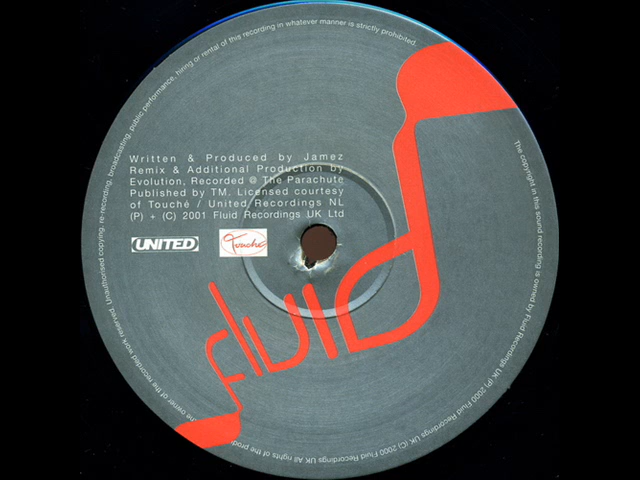 Written & Produced by Jamez
Remix & Additional Production by
Evolution, Recorded @ The Parachute
Published by TM. Licensed courtesy
of Touché / United Recordings NL
(P) + (C) 2001 Fluid Recordings UK Ltd
UNITED
Touché
fluid
The copyright in this sound recording is owned by Fluid Recordings UK (P) 2000 Fluid Recordings UK (C) 2000 Fluid Recordings UK All rights of the
the owner of the recorded work reserved. Unauthorised copying, re-recording, broadcasting, public performance, hiring or rental of this recording in whatever manner is strictly prohibited.